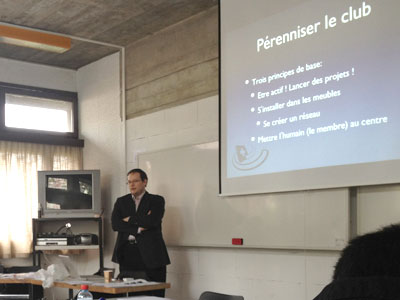 Pérenniser le club
Trois principes de base:
Etre actif ! Lancer des projets !
S'installer dans les meubles
Se créer un réseau
Mettre l'humain (le membre) au centre